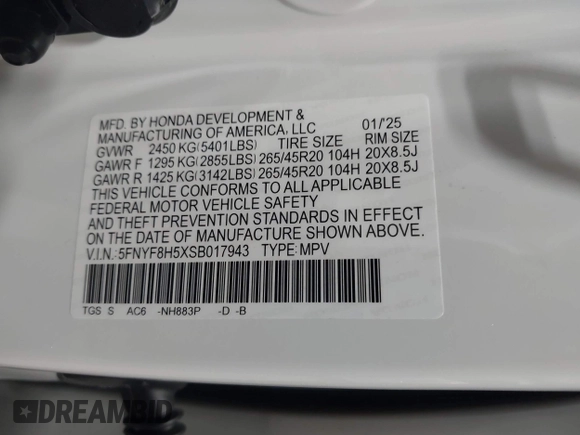 MFD. BY HONDA DEVELOPMENT &
MANUFACTURING OF AMERICA, LLC 01/'25
GVWR 2450 KG(5401LBS) TIRE SIZE RIM SIZE
GAWR F 1295 KG(2855LBS) 265/45R20 104H 20X8.5J
GAWR R 1425 KG(3142LBS) 265/45R20 104H 20X8.5J
THIS VEHICLE CONFORMS TO ALL APPLICABLE
FEDERAL MOTOR VEHICLE SAFETY
AND THEFT PREVENTION STANDARDS IN EFFECT
ON THE DATE OF MANUFACTURE SHOWN ABOVE.
V.I.N.: 5FNYF8H5XSB017943 TYPE: MPV
TGS S AC6 -NH883P -D -B
DREAMBID